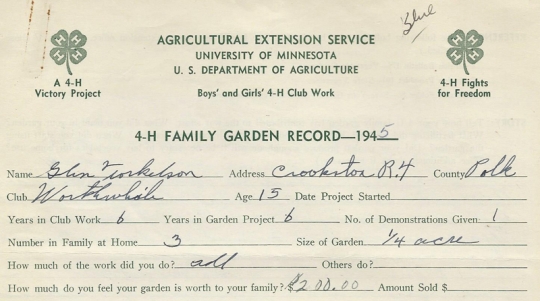 Blue
AGRICULTURAL EXTENSION SERVICE
UNIVERSITY OF MINNESOTA
U. S. DEPARTMENT OF AGRICULTURE
Boys' and Girls' 4-H Club Work
H H H H
A 4-H
Victory Project
H H H H
4-H Fights
for Freedom
4-H FAMILY GARDEN RECORD—1945
Name Glen Torkelson Address Crookston R.4 County Polk
Club Worthwhile Age 15 Date Project Started
Years in Club Work 6 Years in Garden Project 6 No. of Demonstrations Given 1
Number in Family at Home 3 Size of Garden 1/4 acre
How much of the work did you do? all Others do?
How much do you feel your garden is worth to your family? $200.00 Amount Sold $